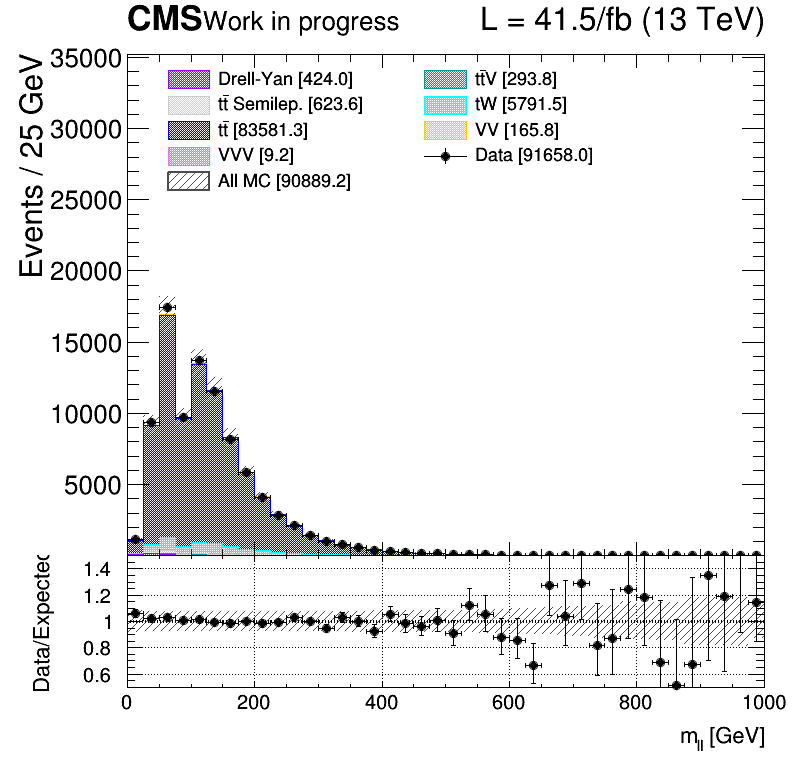 CMS Work in progress L = 41.5/fb (13 TeV)
Events / 25 GeV
35000
30000
25000
20000
15000
10000
5000
Drell-Yan [424.0]
tt̄ Semilep. [623.6]
tt̄ [83581.3]
VVV [9.2]
All MC [90889.2]
tt̄V [293.8]
tW [5791.5]
VV [165.8]
Data [91658.0]
Data/Expected
1.4
1.2
1
0.8
0.6
0 200 400 600 800 1000
m_ll [GeV]